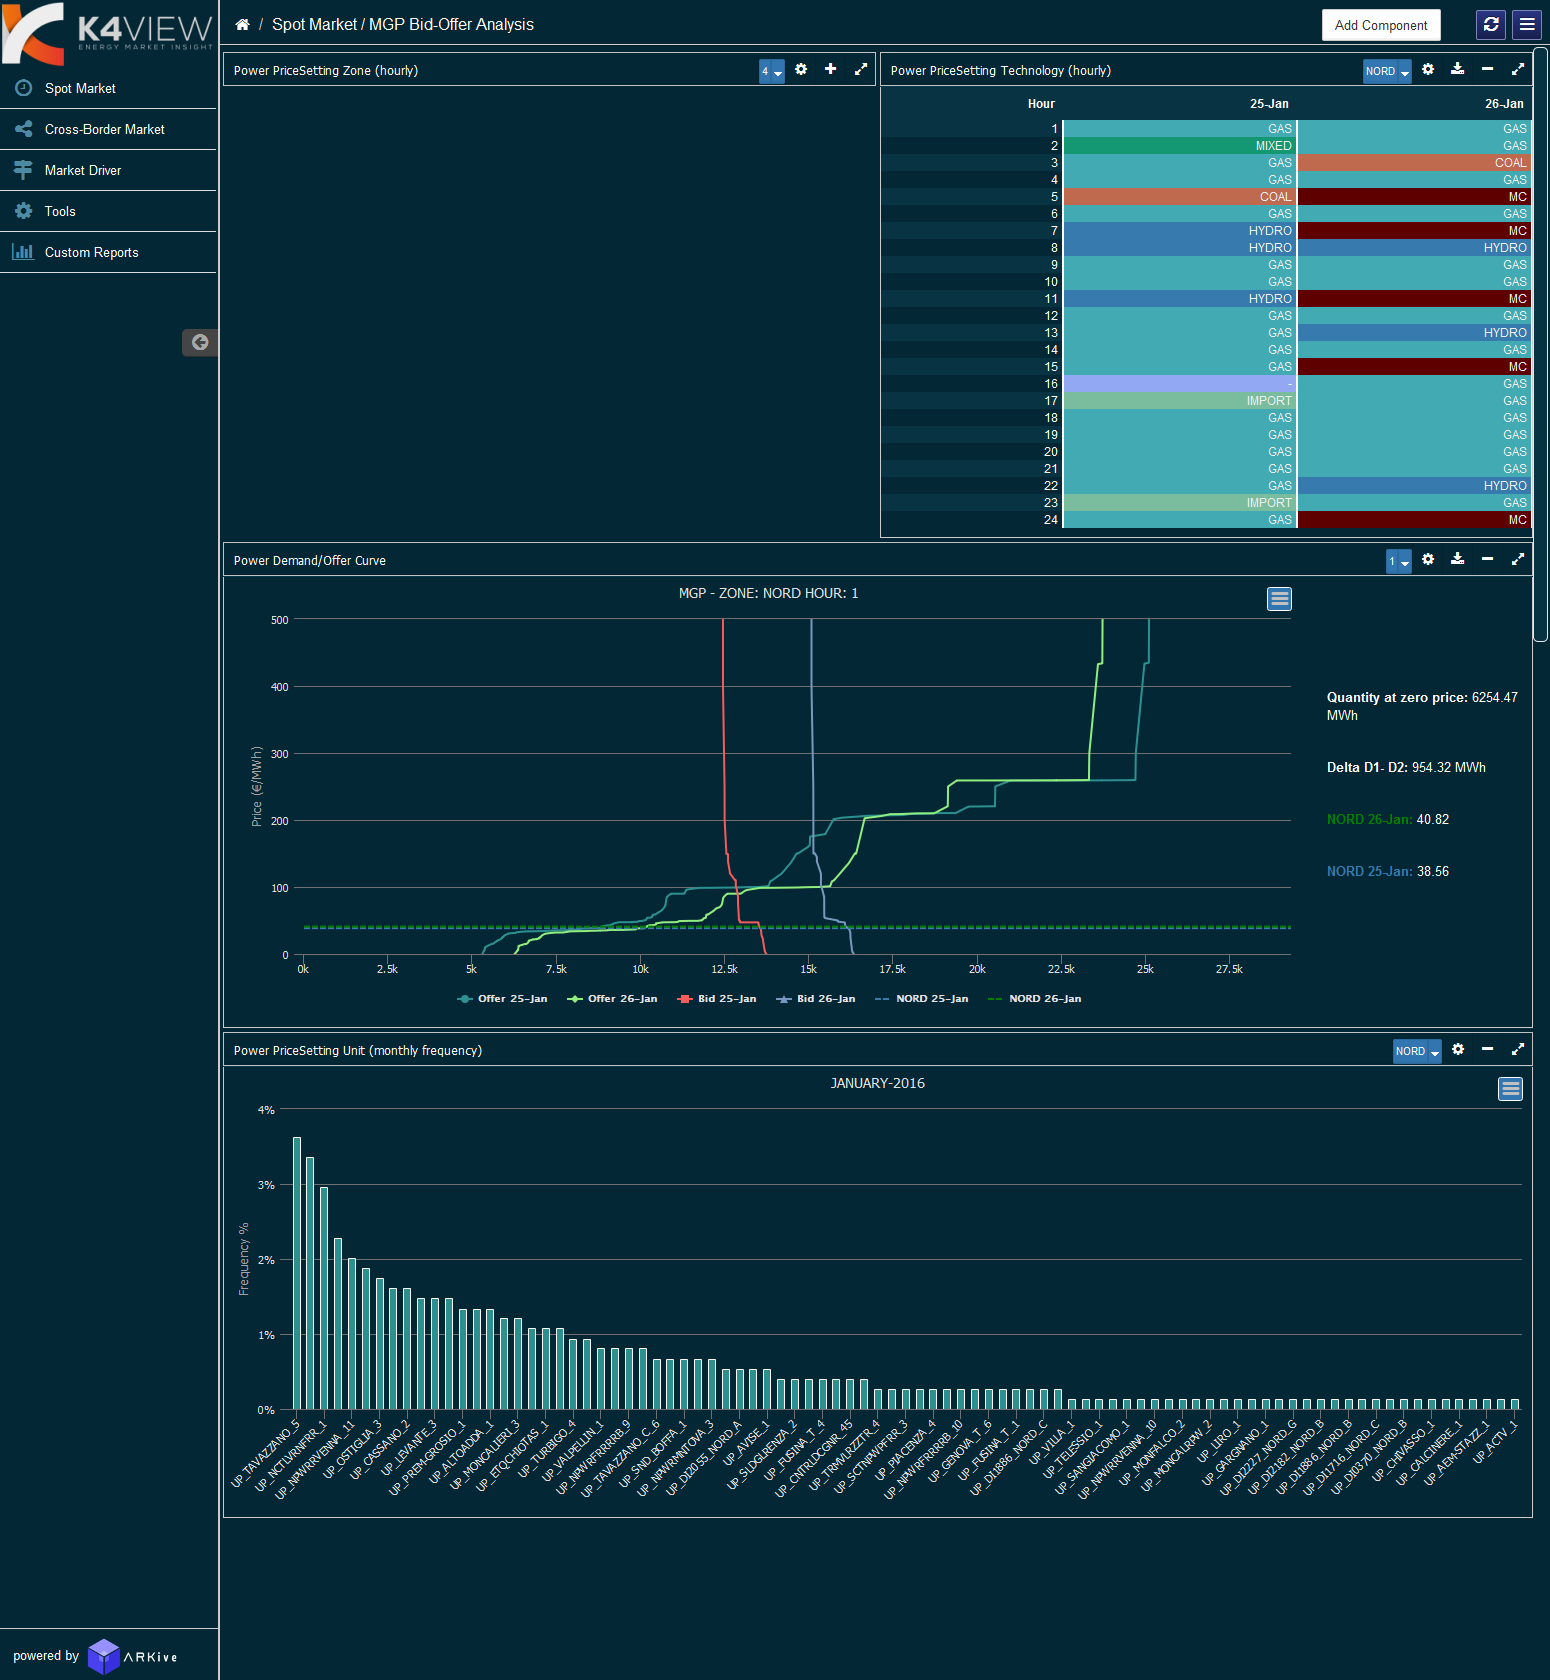 K4VIEW
ENERGY MARKET INSIGHT
/ Spot Market / MGP Bid-Offer Analysis
Add Component
Spot Market
Cross-Border Market
Market Driver
Tools
Custom Reports
Power PriceSetting Zone (hourly)
4
Power PriceSetting Technology (hourly)
NORD
Hour 25-Jan 26-Jan
1 GAS GAS
2 MIXED GAS
3 GAS COAL
4 GAS GAS
5 COAL MC
6 GAS GAS
7 HYDRO MC
8 HYDRO HYDRO
9 GAS GAS
10 GAS GAS
11 HYDRO MC
12 GAS GAS
13 GAS HYDRO
14 GAS GAS
15 GAS MC
16 - GAS
17 IMPORT GAS
18 GAS GAS
19 GAS GAS
20 GAS GAS
21 GAS GAS
22 GAS HYDRO
23 IMPORT GAS
24 GAS MC
Power Demand/Offer Curve
1
MGP - ZONE: NORD HOUR: 1
Price (€/MWh)
500
400
300
200
100
0
0k 2.5k 5k 7.5k 10k 12.5k 15k 17.5k 20k 22.5k 25k 27.5k
Offer 25-Jan Offer 26-Jan Bid 25-Jan Bid 26-Jan NORD 25-Jan NORD 26-Jan
Quantity at zero price: 6254.47
MWh
Delta D1- D2: 954.32 MWh
NORD 26-Jan: 40.82
NORD 25-Jan: 38.56
Power PriceSetting Unit (monthly frequency)
NORD
JANUARY-2016
Frequency %
4%
3%
2%
1%
0%
UP_TAVAZZANO_5
UP_NCTLVRNFRR_1
UP_NPWRRVENNA_11
UP_OSTIGLIA_3
UP_CASSANO_2
UP_LEVANTE_3
UP_PREMGROSIO_1
UP_ALTOADDA_1
UP_MONCALIERI_3
UP_ETQCHIOTAS_1
UP_TURBIGO_4
UP_VALPELLIN_1
UP_NPWRFRRRRB_9
UP_TAVAZZANO_C_6
UP_SND_BOFFA_1
UP_NPWRMNTOVA_3
UP_DI2055_NORD_A
UP_AVISE_1
UP_SLDGLRENZA_2
UP_FUSINA_T_4
UP_CNTRLDCGNR_45
UP_TRMVLRZZTR_4
UP_SCTNPWPFRR_3
UP_PIACENZA_4
UP_NPWRFRRRRB_10
UP_GENOVA_T_6
UP_FUSINA_T_1
UP_DI1886_NORD_C
UP_VILLA_1
UP_TELESSIO_1
UP_SANGIACOMO_1
UP_NPWRRVENNA_10
UP_MONFALCO_2
UP_MONCALRPW_2
UP_LIRO_1
UP_GARGNANO_1
UP_DI2227_NORD_G
UP_DI2182_NORD_B
UP_DI1886_NORD_B
UP_DI1716_NORD_C
UP_DI0370_NORD_B
UP_CHIVASSO_1
UP_CALCINERE_1
UP_AEMSTAZZ_1
UP_ACTV_1
powered by ARKive